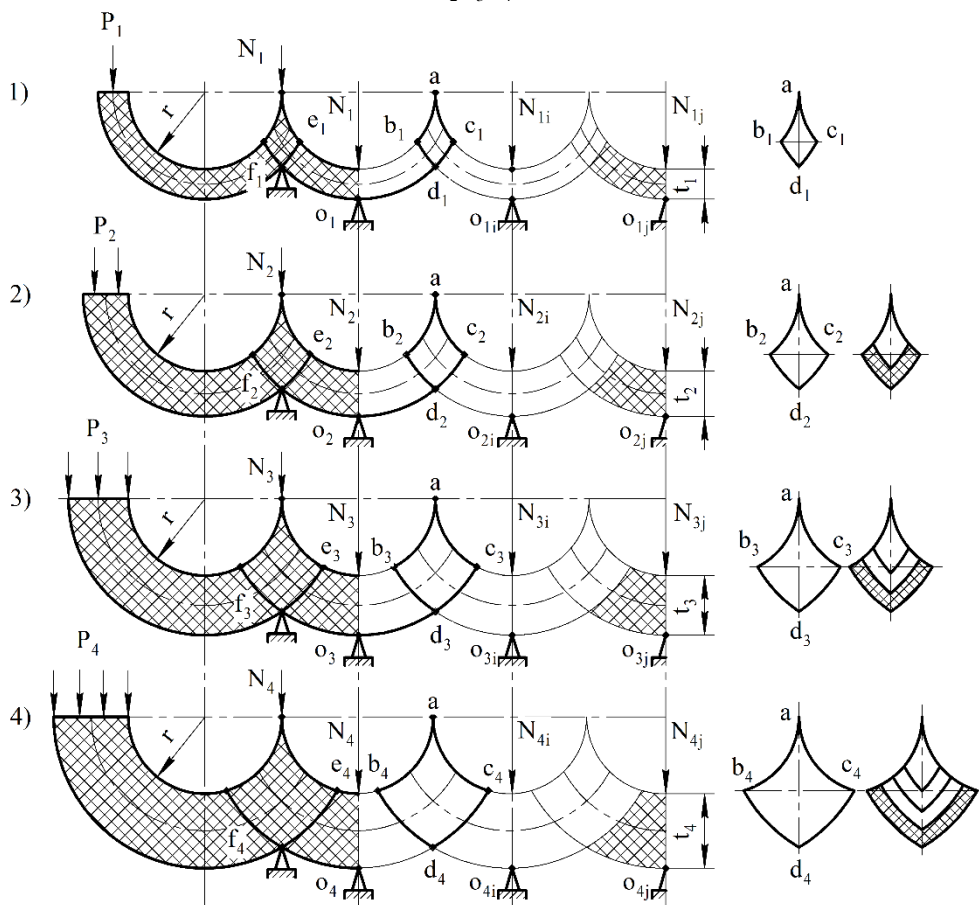 P₁
N₁
a
1)
r
e₁
N₁
b₁
c₁
N₁ᵢ
N₁ⱼ
a
b₁
c₁
f₁
d₁
t₁
o₁
o₁ᵢ
o₁ⱼ
d₁
P₂
N₂
a
2)
r
e₂
N₂
b₂
c₂
N₂ᵢ
N₂ⱼ
a
b₂
c₂
f₂
d₂
t₂
o₂
o₂ᵢ
o₂ⱼ
d₂
P₃
N₃
a
3)
r
e₃
N₃
b₃
c₃
N₃ᵢ
N₃ⱼ
a
b₃
c₃
f₃
d₃
t₃
o₃
o₃ᵢ
o₃ⱼ
d₃
P₄
N₄
a
4)
r
e₄
N₄
b₄
c₄
N₄ᵢ
N₄ⱼ
a
b₄
c₄
f₄
d₄
t₄
o₄
o₄ᵢ
o₄ⱼ
d₄